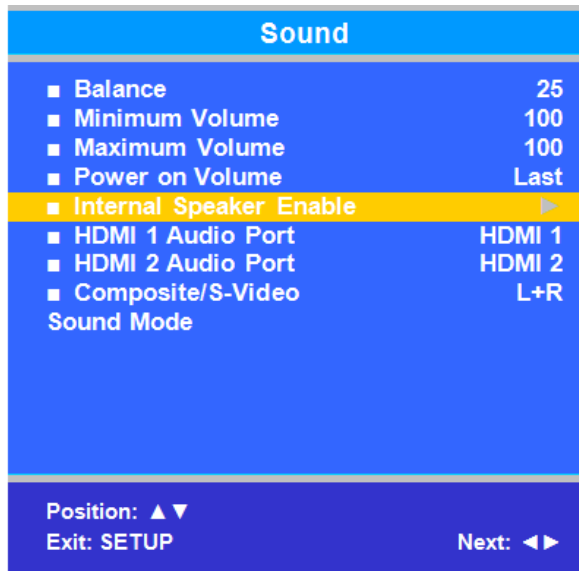 Sound
■ Balance 25
■ Minimum Volume 100
■ Maximum Volume 100
■ Power on Volume Last
■ Internal Speaker Enable ▶
■ HDMI 1 Audio Port HDMI 1
■ HDMI 2 Audio Port HDMI 2
■ Composite/S-Video L+R
Sound Mode
Position: ▲▼
Exit: SETUP Next: ◀▶